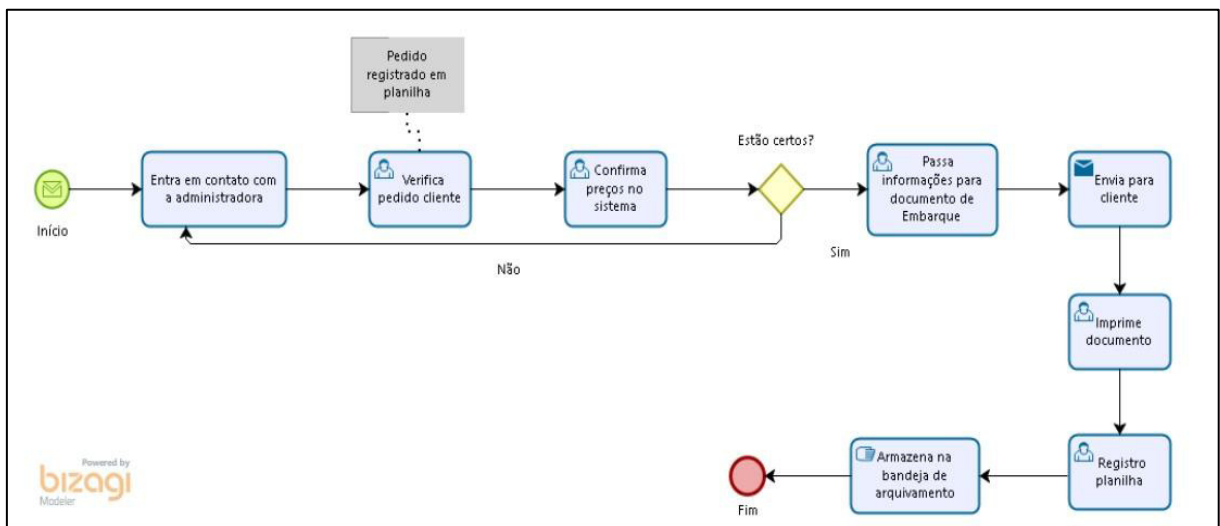 Pedido
registrado em
planilha
Início
Entra em contato com
a administradora
Verifica
pedido cliente
Confirma
preços no
sistema
Estão certos?
Não
Sim
Passa
informações para
documento de
Embarque
Envia para
cliente
Imprime
documento
Registro
planilha
Armazena na
bandeja de
arquivamento
Fim
Powered by
bizagi
Modeler